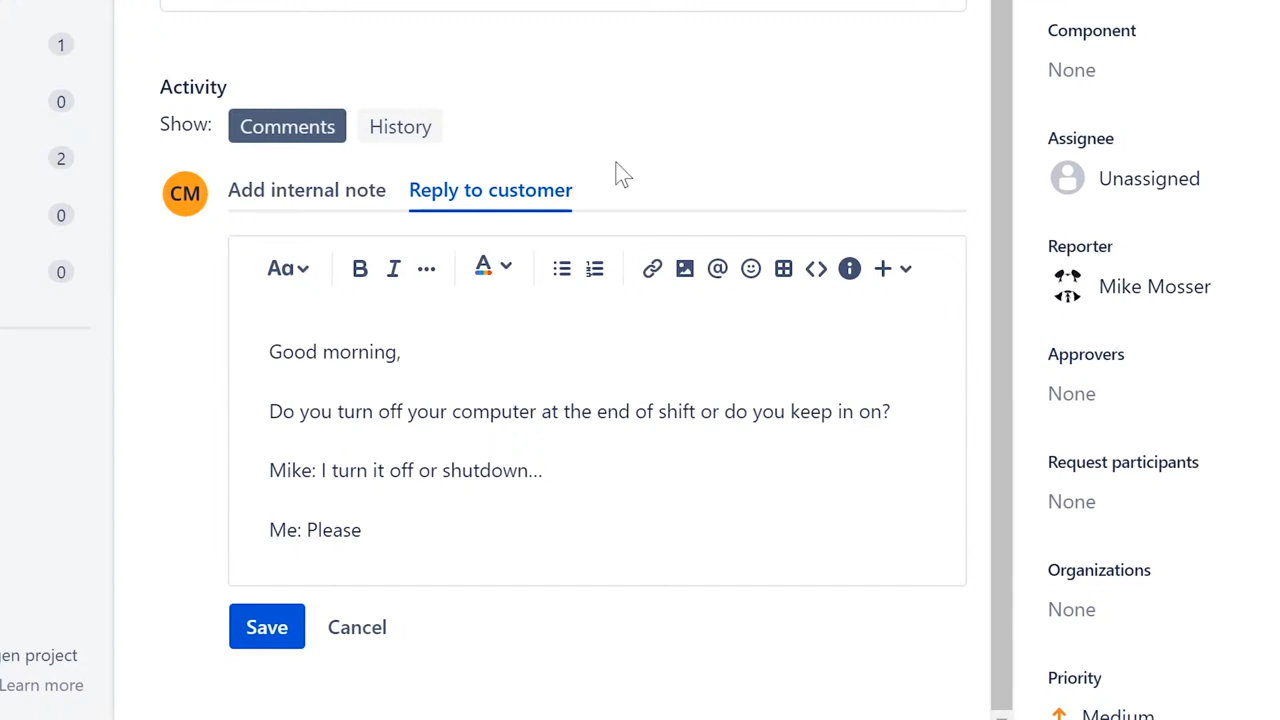 1
0
2
0
0
gen project
Learn more
Activity
Show: Comments History
CM Add internal note Reply to customer
Aa B I ... A @ +
Good morning,
Do you turn off your computer at the end of shift or do you keep in on?
Mike: I turn it off or shutdown...
Me: Please
Save Cancel
Component
None
Assignee
Unassigned
Reporter
Mike Mosser
Approvers
None
Request participants
None
Organizations
None
Priority
Medium